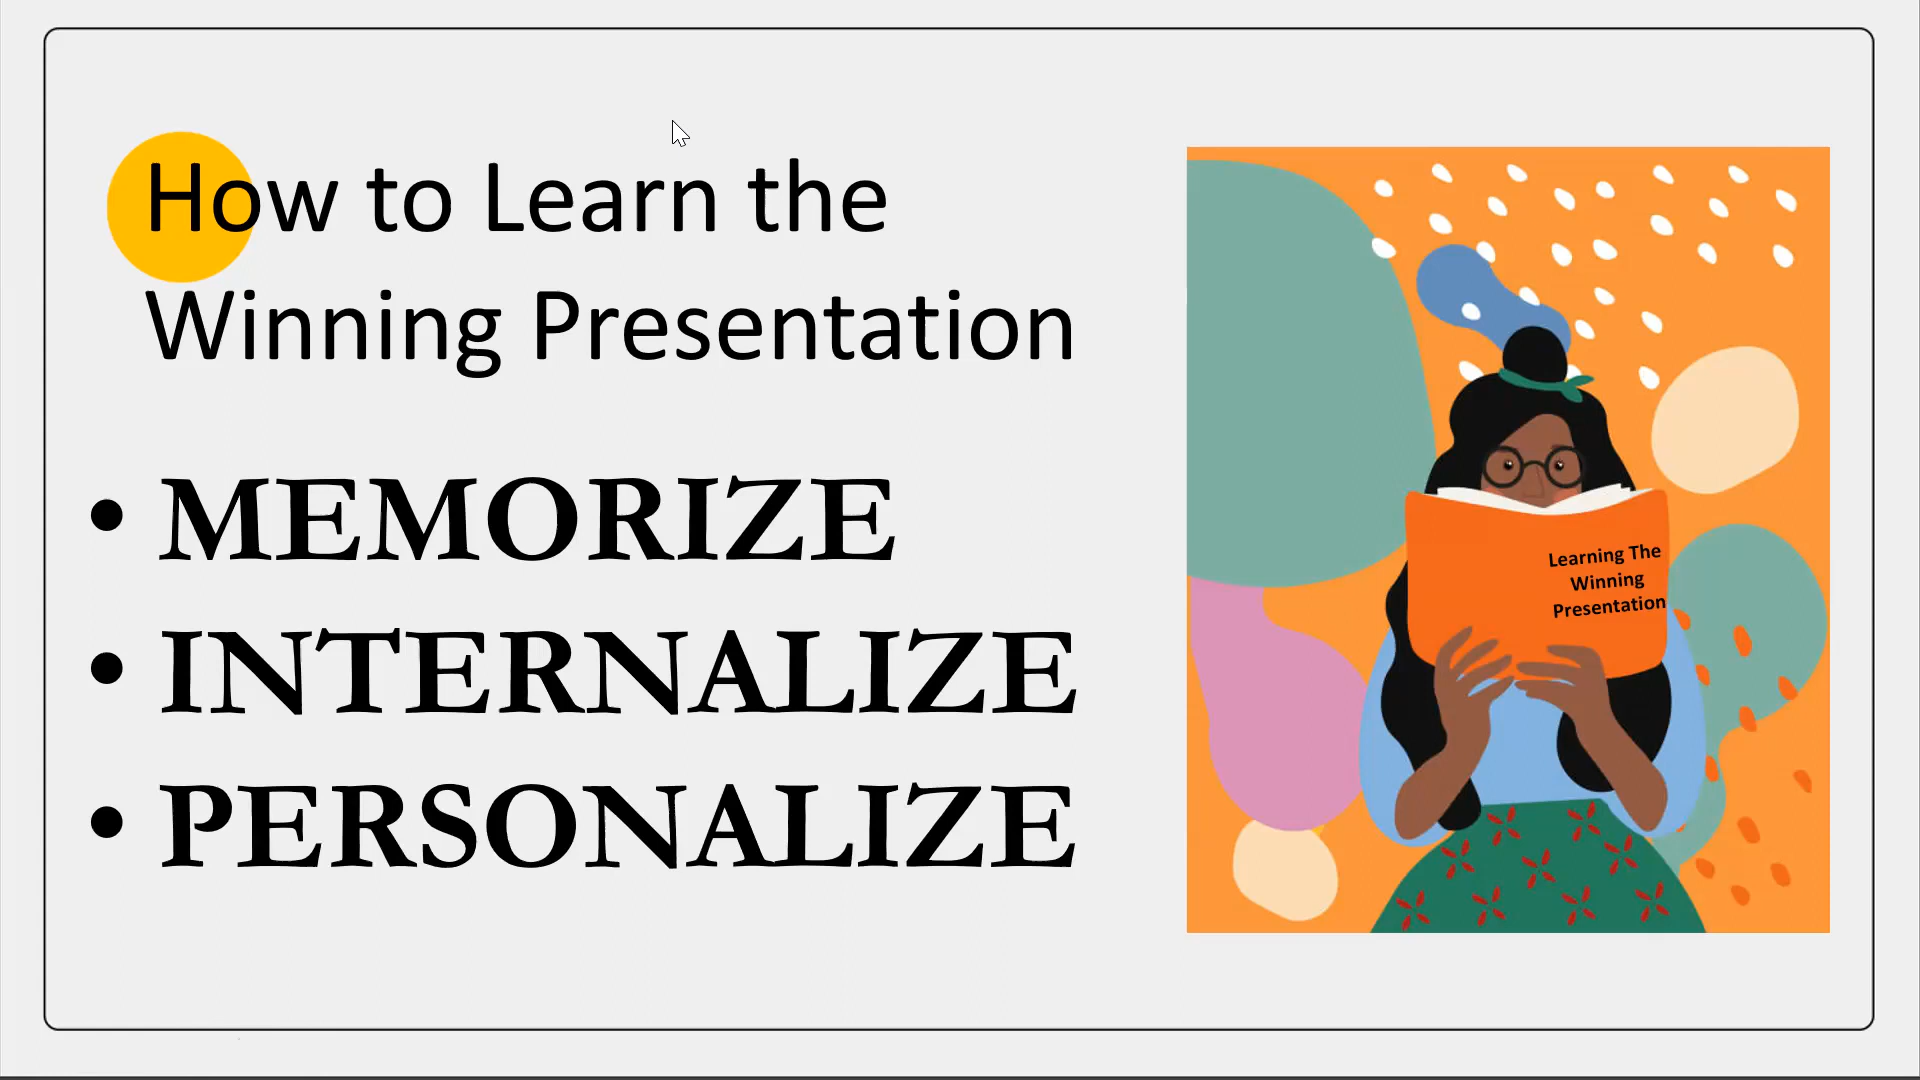 How to Learn the
Winning Presentation
• MEMORIZE
• INTERNALIZE
• PERSONALIZE
Learning The
Winning
Presentation